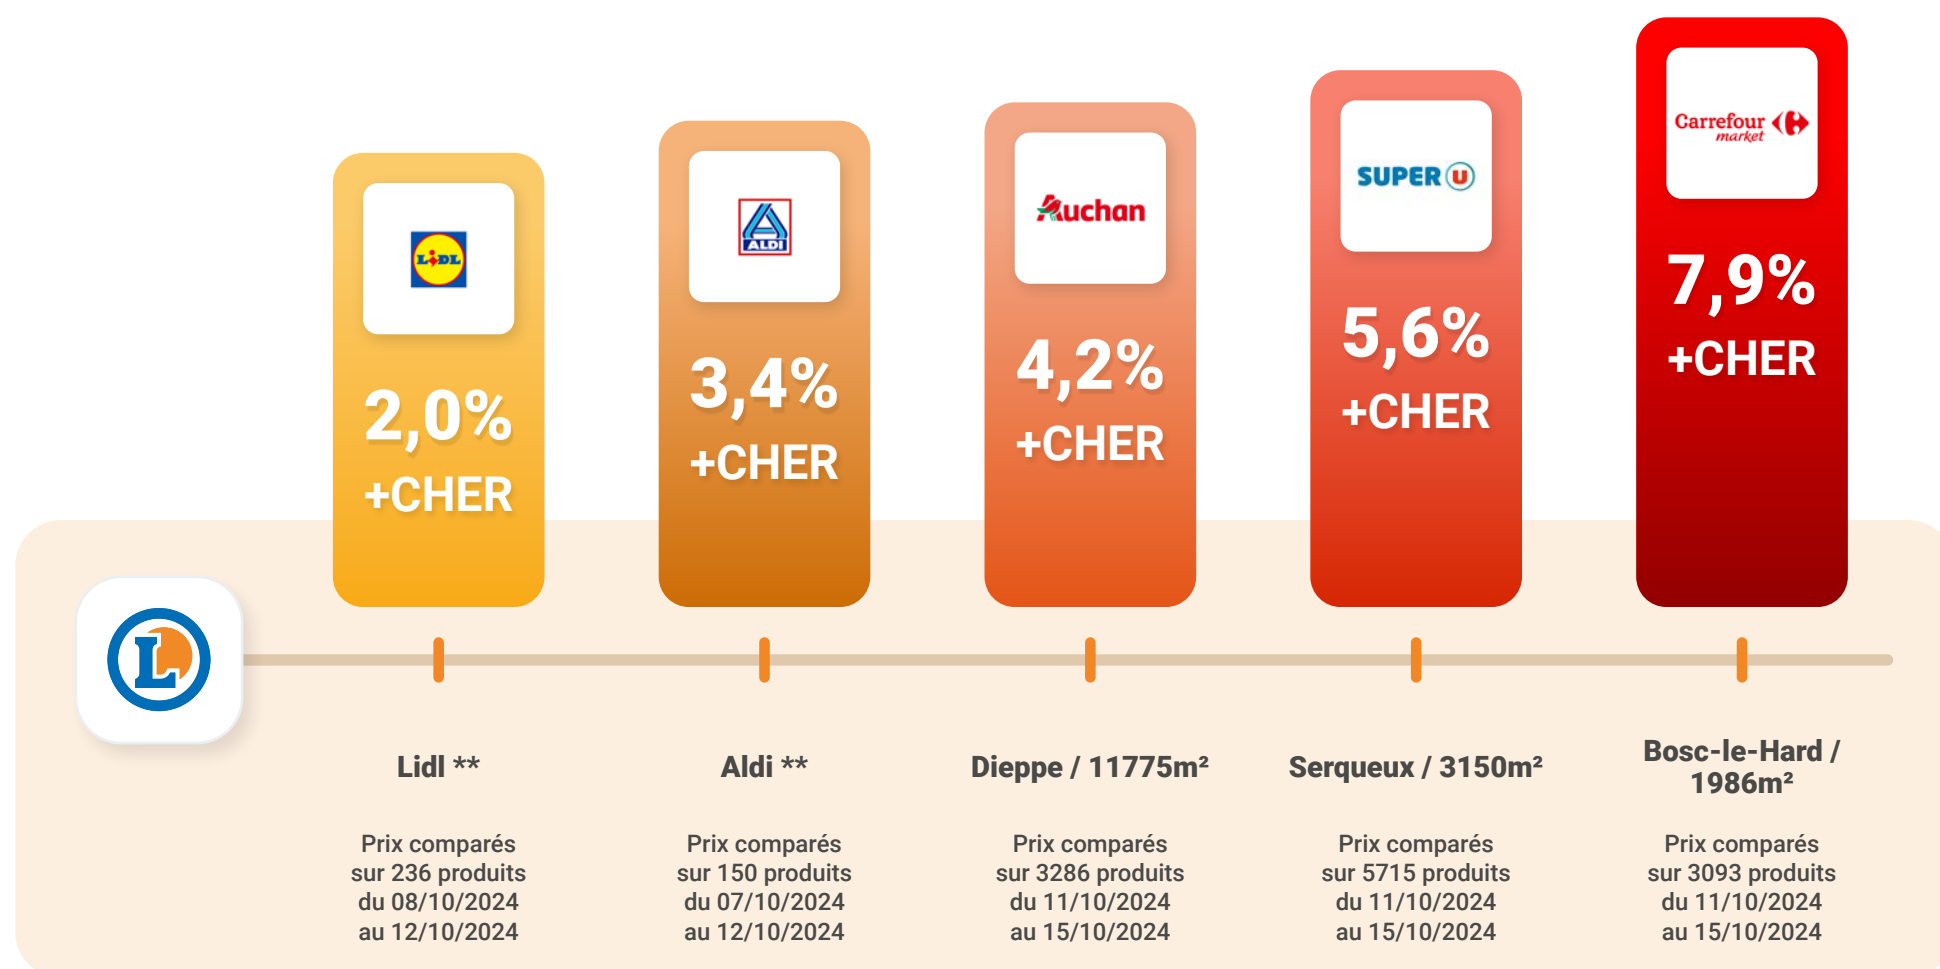 LIDL
2,0%
+CHER
ALDI
3,4%
+CHER
Auchan
4,2%
+CHER
SUPER U
5,6%
+CHER
Carrefour
market
7,9%
+CHER
L
Lidl **
Prix comparés
sur 236 produits
du 08/10/2024
au 12/10/2024
Aldi **
Prix comparés
sur 150 produits
du 07/10/2024
au 12/10/2024
Dieppe / 11775m²
Prix comparés
sur 3286 produits
du 11/10/2024
au 15/10/2024
Serqueux / 3150m²
Prix comparés
sur 5715 produits
du 11/10/2024
au 15/10/2024
Bosc-le-Hard /
1986m²
Prix comparés
sur 3093 produits
du 11/10/2024
au 15/10/2024